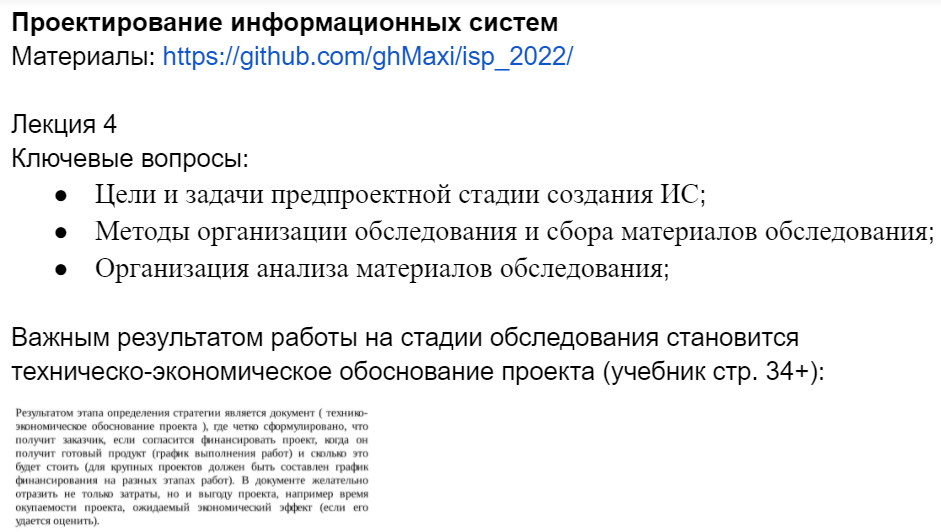 Проектирование информационных систем
Материалы: https://github.com/ghMaxi/isp_2022/
Лекция 4
Ключевые вопросы:
● Цели и задачи предпроектной стадии создания ИС;
● Методы организации обследования и сбора материалов обследования;
● Организация анализа материалов обследования;
Важным результатом работы на стадии обследования становится
техническо-экономическое обоснование проекта (учебник стр. 34+):
Результатом этапа определения стратегии является документ ( технико-
экономическое обоснование проекта ), где четко сформулировано, что
получит заказчик, если согласится финансировать проект, когда он
получит готовый продукт (график выполнения работ) и сколько это
будет стоить (для крупных проектов должен быть составлен график
финансирования на разных этапах работ). В документе желательно
отразить не только затраты, но и выгоду проекта, например время
окупаемости проекта, ожидаемый экономический эффект (если его
удается оценить).